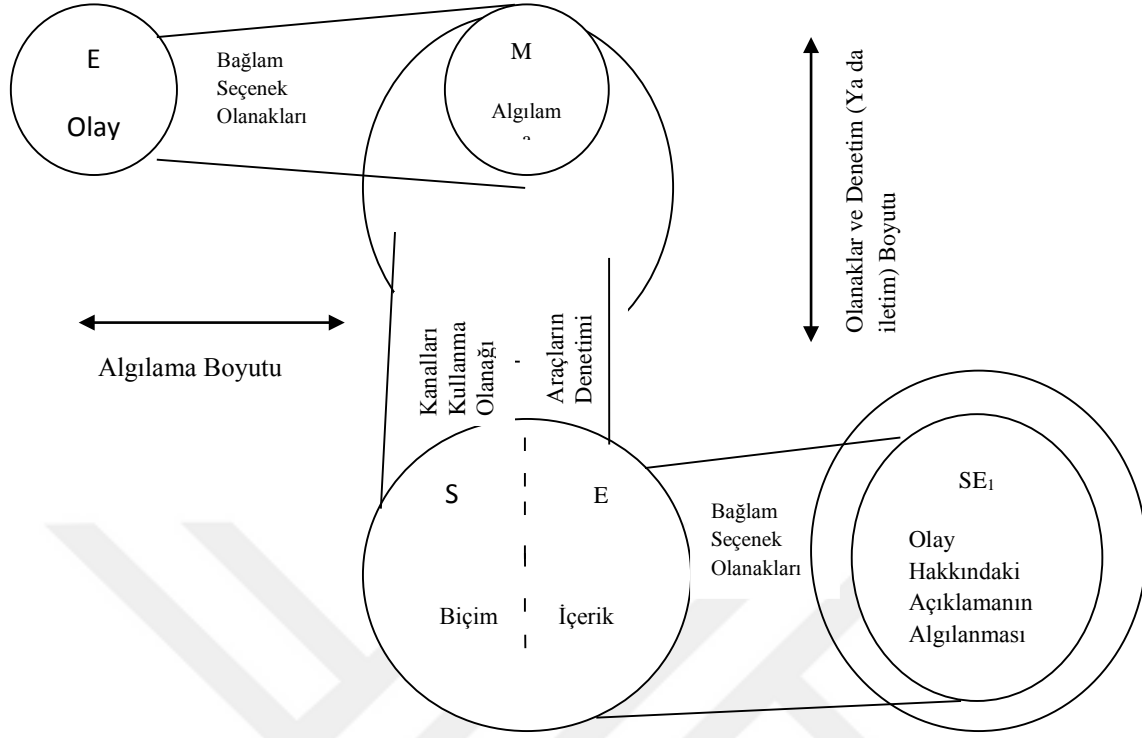 E
Olay
Bağlam
Seçenek
Olanakları
M
Algılam
a
Olanaklar ve Denetim (Ya da
iletim) Boyutu
Algılama Boyutu
Kanalları
Kullanma
Olanağı
Araçların
Denetimi
S
E
Biçim
İçerik
Bağlam
Seçenek
Olanakları
SE₁
Olay
Hakkındaki
Açıklamanın
Algılanması